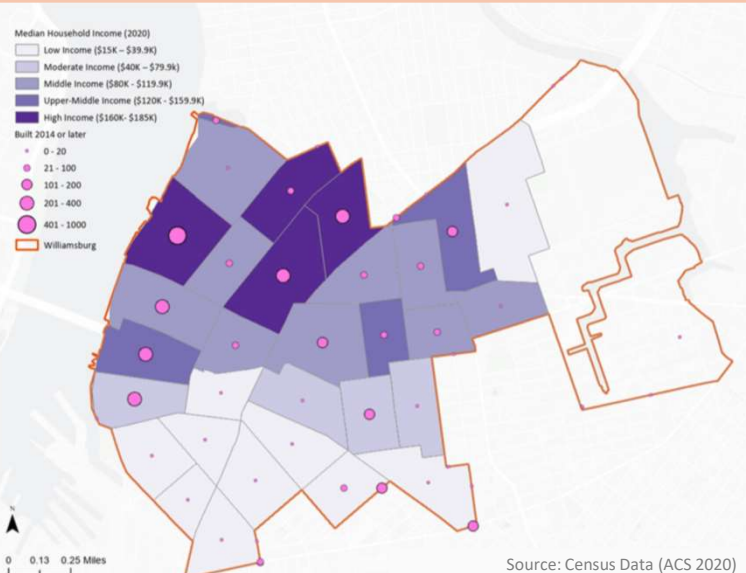 Median Household Income (2020)
Low Income ($15K – $39.9K)
Moderate Income ($40K – $79.9k)
Middle Income ($80K - $119.9K)
Upper-Middle Income ($120K - $159.9K)
High Income ($160K- $185K)
Built 2014 or later
0 - 20
21 - 100
101 - 200
201 - 400
401 - 1000
Williamsburg
N
0 0.13 0.25 Miles
Source: Census Data (ACS 2020)